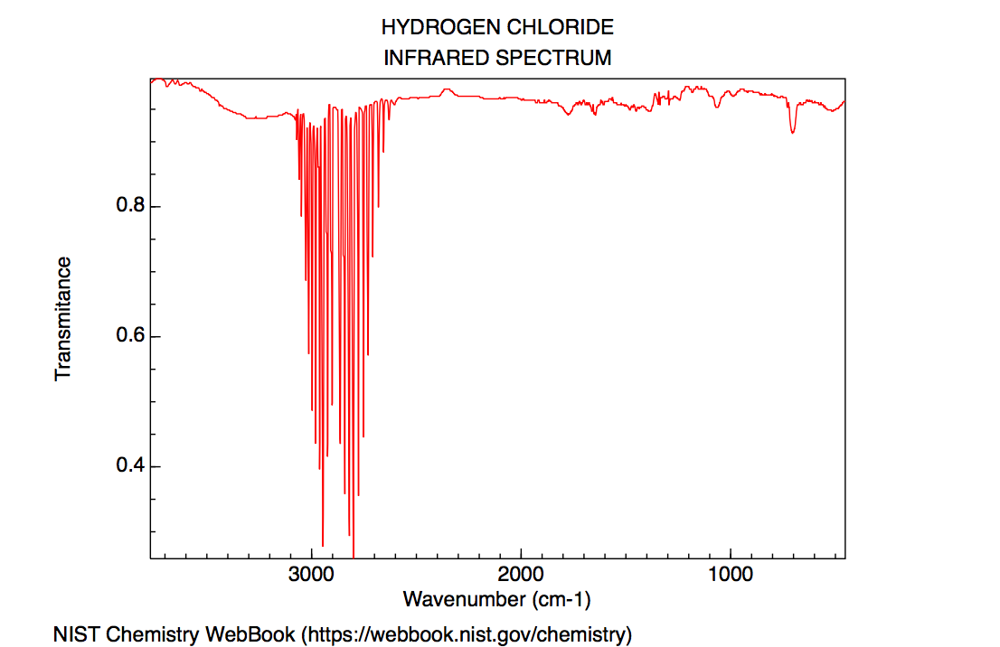 HYDROGEN CHLORIDE
INFRARED SPECTRUM
Transmitance
0.8
0.6
0.4
3000 2000 1000
Wavenumber (cm-1)
NIST Chemistry WebBook (https://webbook.nist.gov/chemistry)